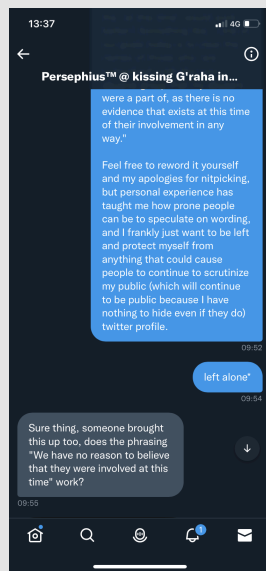 13:37
4G
Persephius™ @ kissing G'raha in...
were a part of, as there is no
evidence that exists at this time
of their involvement in any
way."
Feel free to reword it yourself
and my apologies for nitpicking,
but personal experience has
taught me how prone people
can be to speculate on wording,
and I frankly just want to be left
and protect myself from
anything that could cause
people to continue to scrutinize
my public (which will continue
to be public because I have
nothing to hide even if they do)
twitter profile.
09:52
left alone*
09:54
Sure thing, someone brought
this up too, does the phrasing
"We have no reason to believe
that they were involved at this
time" work?
09:55
1